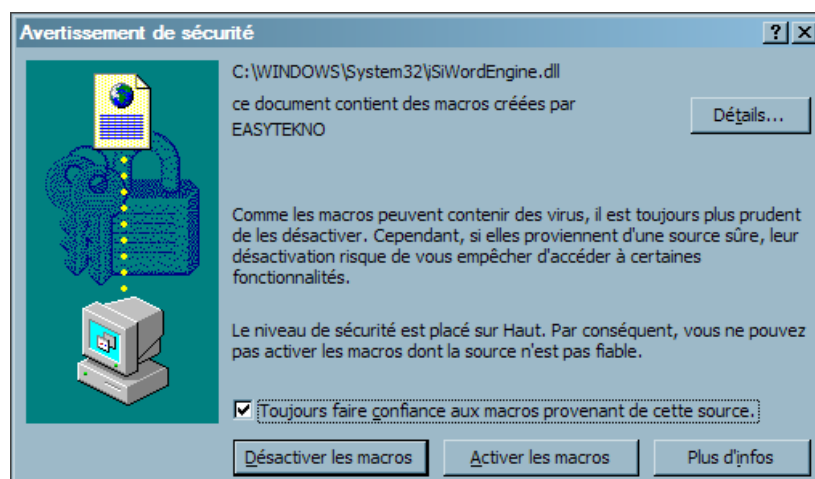 Avertissement de sécurité
C:\WINDOWS\System32\jSiWordEngine.dll
ce document contient des macros créées par
EASYTEKNO
Détails...
Comme les macros peuvent contenir des virus, il est toujours plus prudent
de les désactiver. Cependant, si elles proviennent d'une source sûre, leur
désactivation risque de vous empêcher d'accéder à certaines
fonctionnalités.
Le niveau de sécurité est placé sur Haut. Par conséquent, vous ne pouvez
pas activer les macros dont la source n'est pas fiable.
Toujours faire confiance aux macros provenant de cette source.
Désactiver les macros
Activer les macros
Plus d'infos